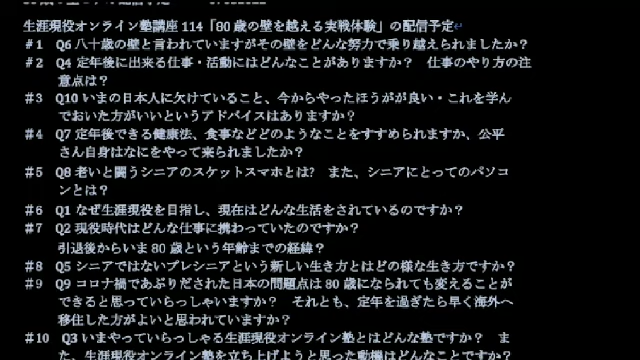 生涯現役オンライン塾講座 114「80 歳の壁を越える実戦体験」の配信予定
#1 Q6 八十歳の壁と言われていますがその壁をどんな努力で乗り越えられましたか？
#2 Q4 定年後に出来る仕事・活動にはどんなことがありますか？ 仕事のやり方の注
意点は？
#3 Q10 いまの日本人に欠けていること、今からやったほうがが良い・これを学ん
でおいた方がいいというアドバイスはありますか！
#4 Q7 定年後できる健康法、食事などどのようなことをすすめられますか、公平
さん自身はなにをやって来られましたか？
#5 Q8 老いと闘うシニアのスケットスマホとは? また、シニアにとってのパソコ
ンとは？
#6 Q1 なぜ生涯現役を目指し、現在はどんな生活をされているのですか？
#7 Q2 現役時代はどんな仕事に携わっていたのですか？
引退後からいま 80 歳という年齢までの経緯？
#8 Q5 シニアではないプレシニアという新しい生き方とはどの様な生き方ですか？
#9 Q9 コロナ禍であぶりだされた日本の問題点は 80 歳になられても変えることが
できると思っていらっしゃいますか？ それとも、定年を過ぎたら早く海外へ
移住した方がよいと思われていますか？
#10 Q3 いまやっていらっしゃる生涯現役オンライン塾とはどんな塾ですか？ ま
た、生涯現役オンライン塾を立ち上げようと思った動機はどんなことですか？